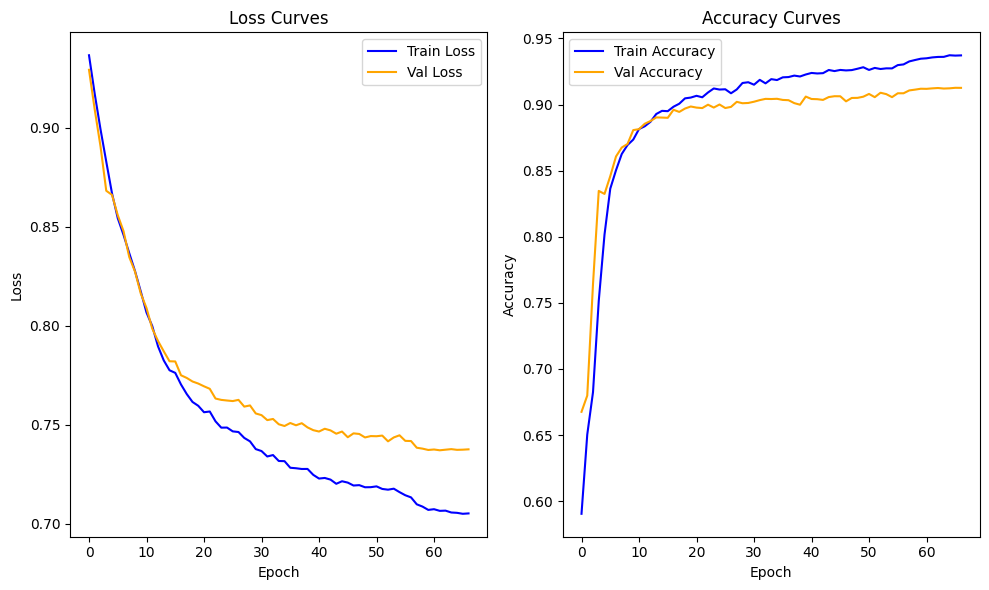 Loss Curves
Train Loss
Val Loss
Loss
0.90
0.85
0.80
0.75
0.70
0 10 20 30 40 50 60
Epoch
Accuracy Curves
Train Accuracy
Val Accuracy
Accuracy
0.95
0.90
0.85
0.80
0.75
0.70
0.65
0.60
0 10 20 30 40 50 60
Epoch